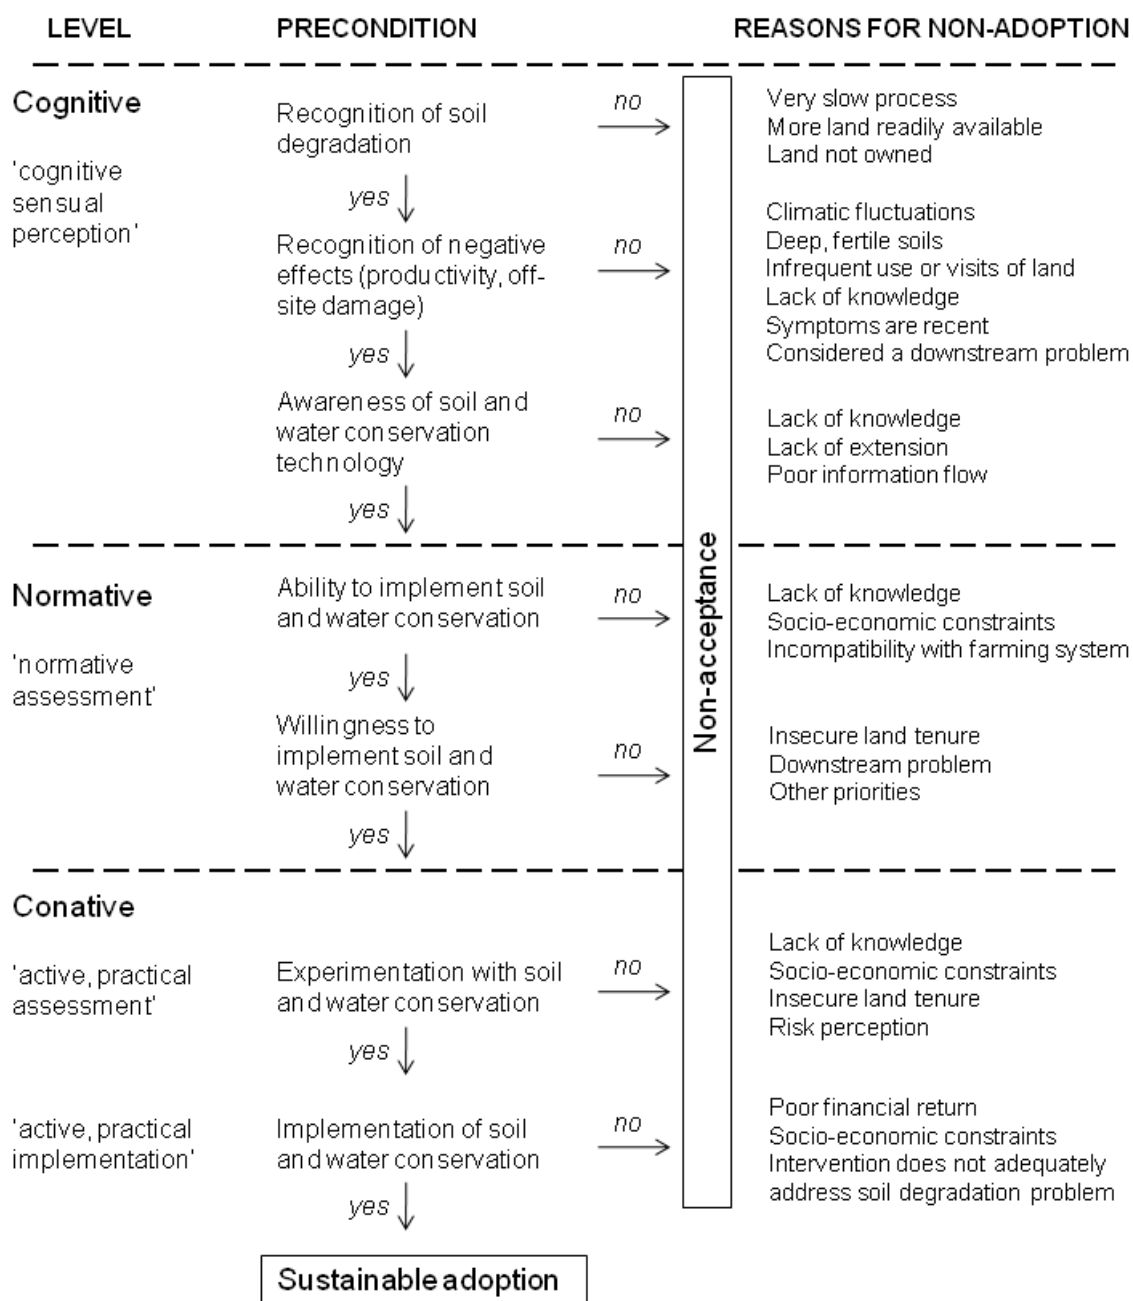 LEVEL PRECONDITION REASONS FOR NON-ADOPTION
Cognitive
'cognitive
sensual
perception'
Recognition of soil
degradation
no
Very slow process
More land readily available
Land not owned
yes
Recognition of negative
effects (productivity, off-
site damage)
no
Climatic fluctuations
Deep, fertile soils
Infrequent use or visits of land
Lack of knowledge
Symptoms are recent
Considered a downstream problem
yes
Awareness of soil and
water conservation
technology
no
Lack of knowledge
Lack of extension
Poor information flow
yes
Non-acceptance
Normative
'normative
assessment'
Ability to implement soil
and water conservation
no
Lack of knowledge
Socio-economic constraints
Incompatibility with farming system
yes
Willingness to
implement soil and
water conservation
no
Insecure land tenure
Downstream problem
Other priorities
yes
Conative
'active, practical
assessment'
Experimentation with soil
and water conservation
no
Lack of knowledge
Socio-economic constraints
Insecure land tenure
Risk perception
yes
'active, practical
implementation'
Implementation of soil
and water conservation
no
Poor financial return
Socio-economic constraints
Intervention does not adequately
address soil degradation problem
yes
Sustainable adoption